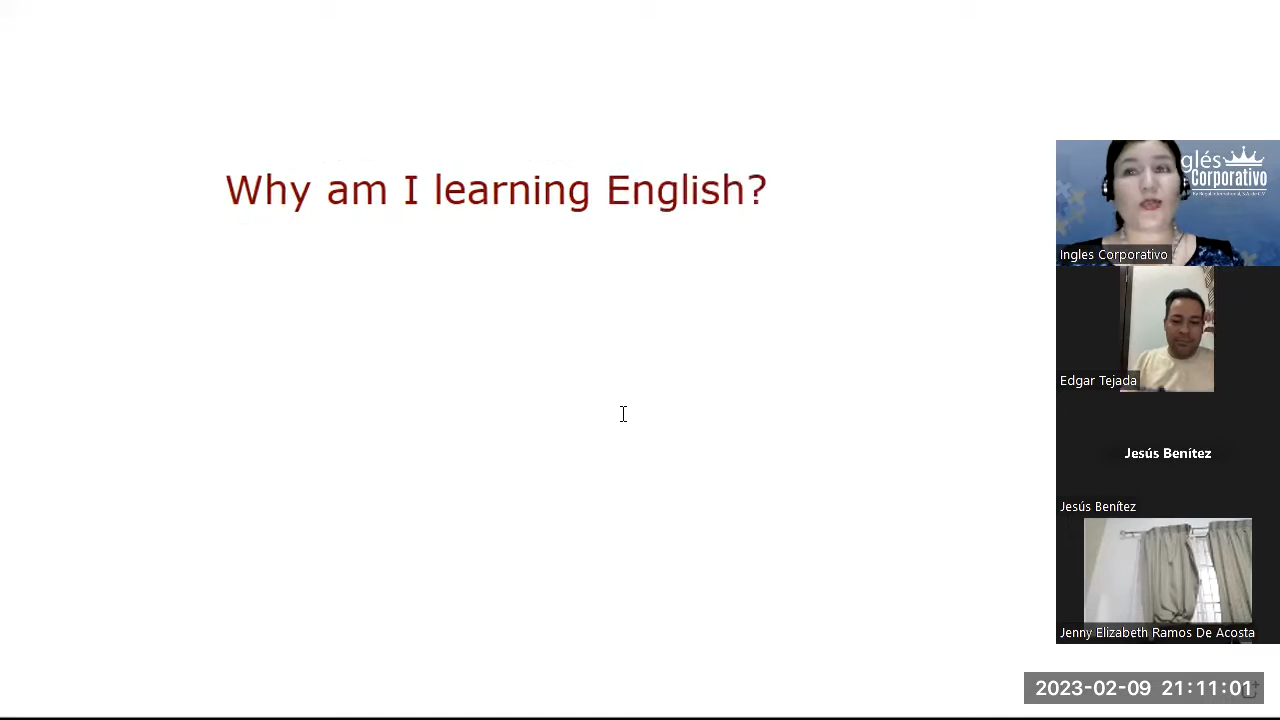 Why am I learning English?
glés
Corporativo
Ingles Corporativo
Edgar Tejada
Jesús Benítez
Jesús Benítez
Jenny Elizabeth Ramos De Acosta
2023-02-09 21:11:01